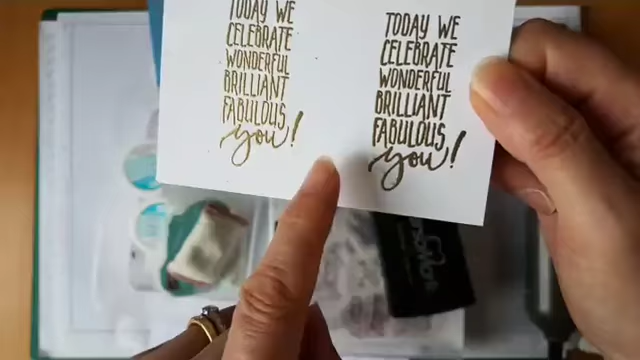 TODAY WE
CELEBRATE
WONDERFUL
BRILLIANT
FABULOUS
you!
TODAY WE
CELEBRATE
WONDERFUL
BRILLIANT
FABULOUS
you!